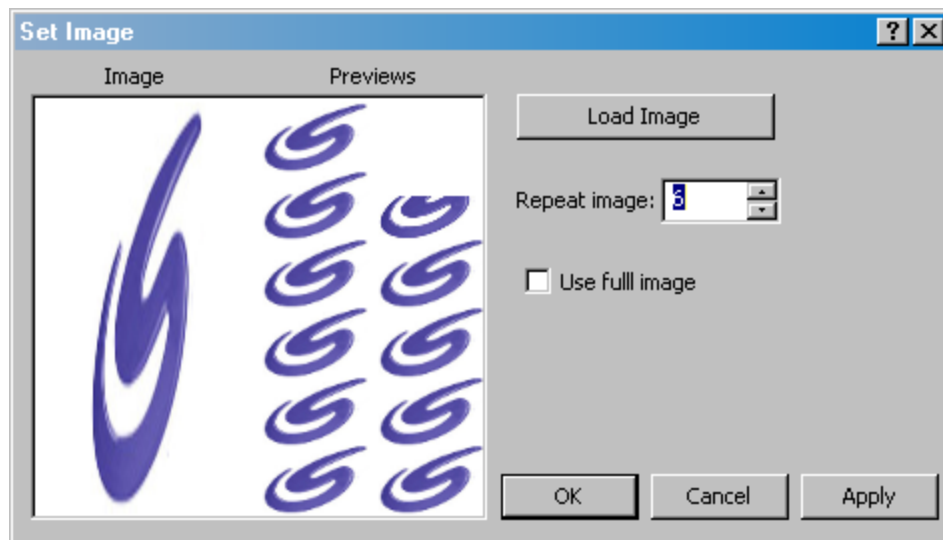 Set Image
Image Previews
Load Image
Repeat image: 6
Use fulll image
OK Cancel Apply